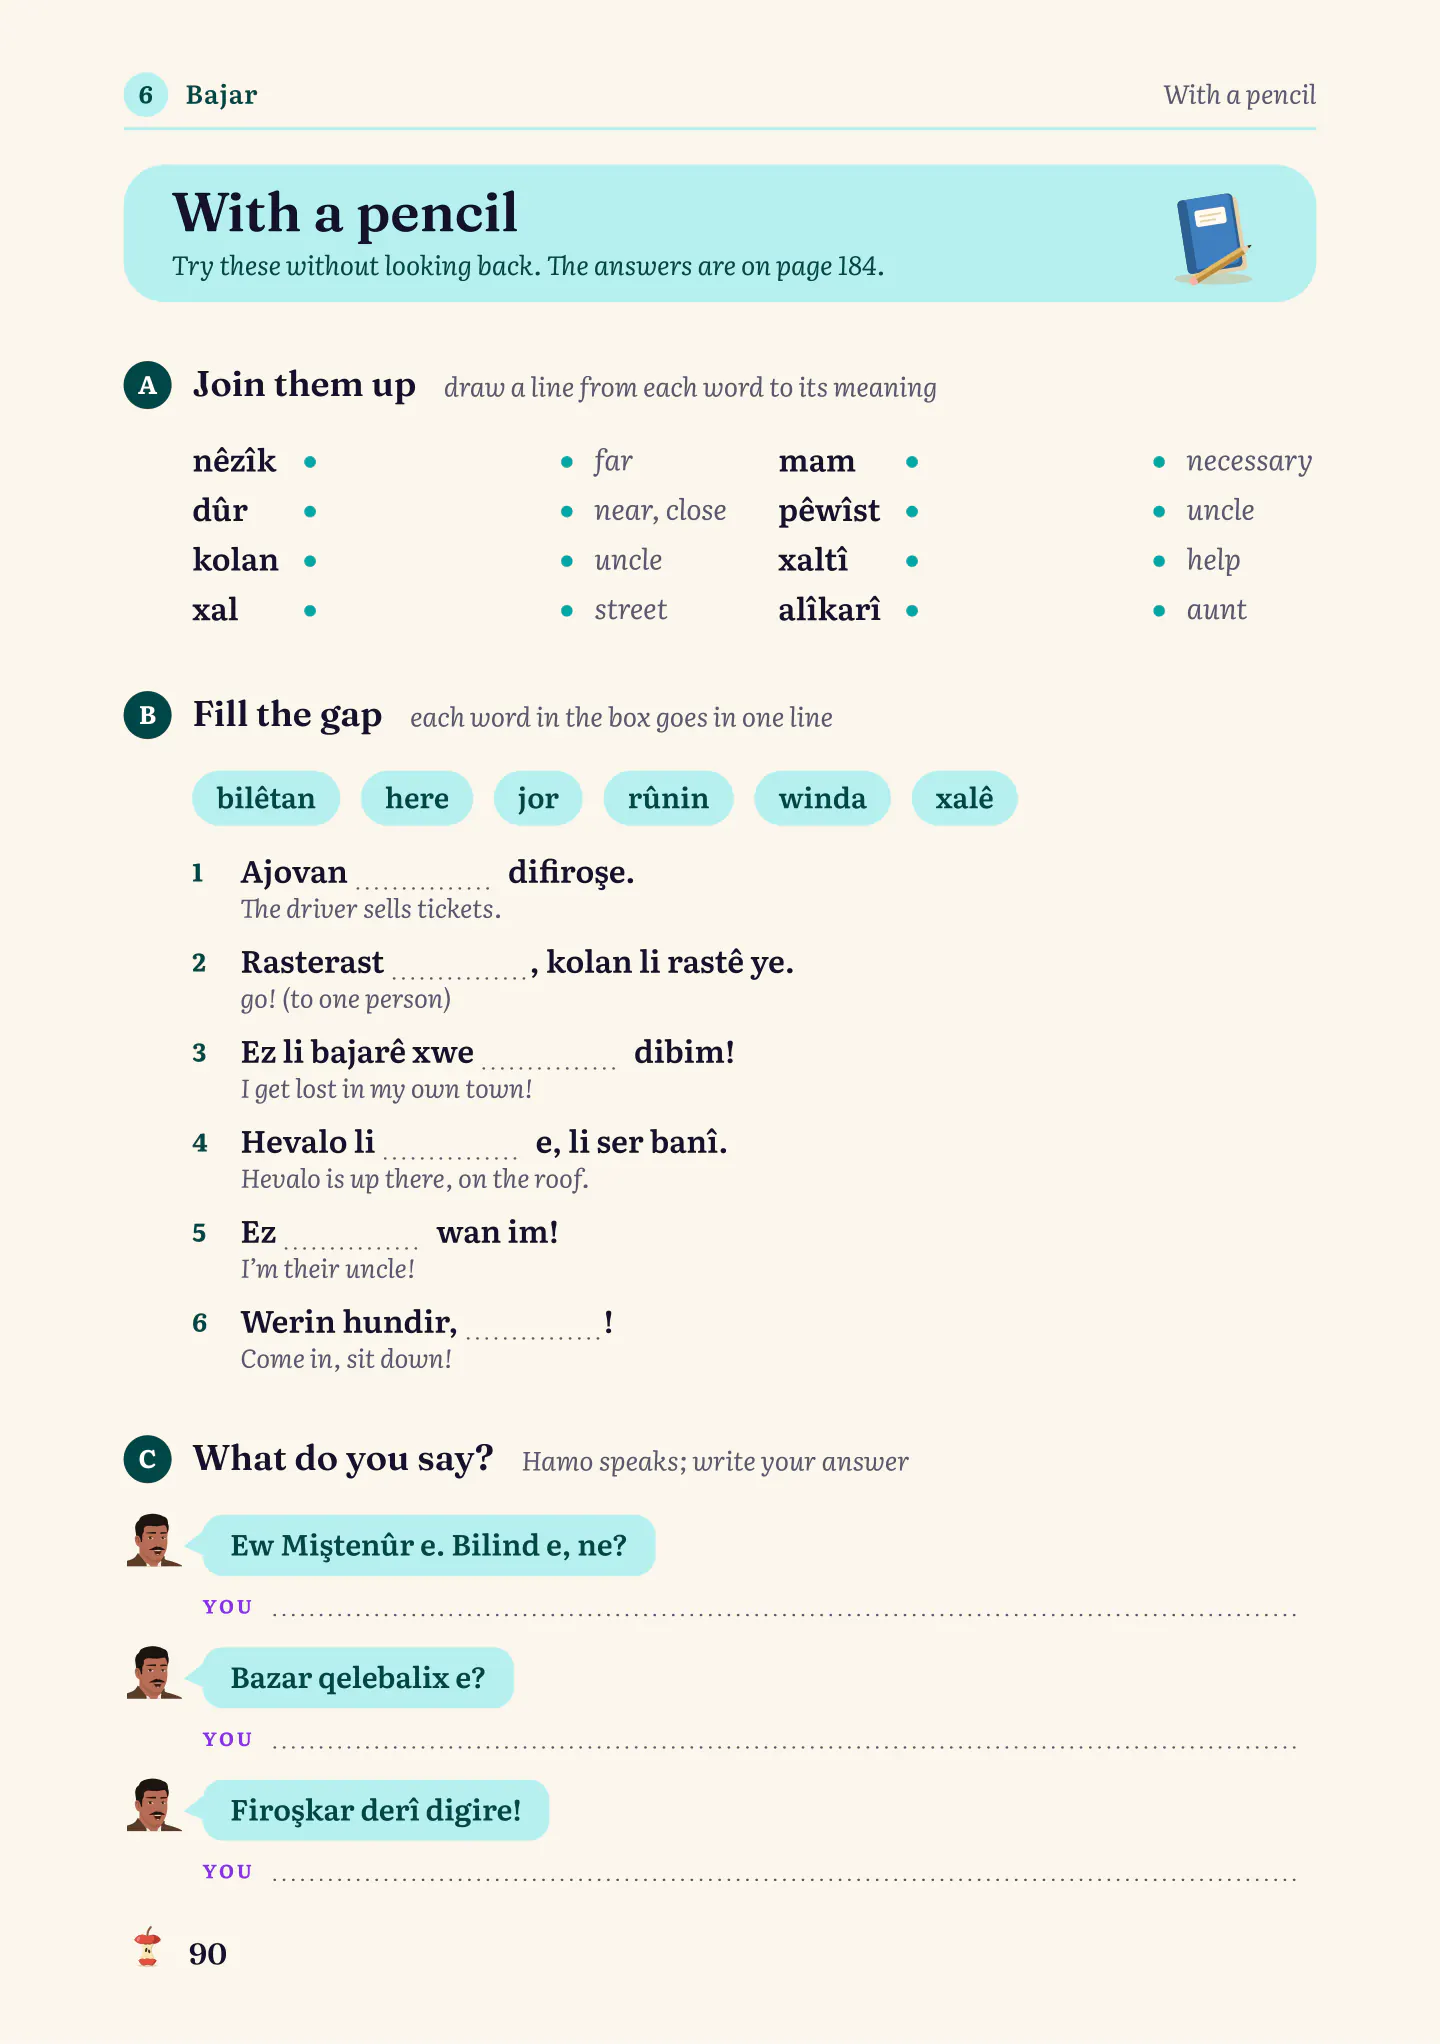 6 Bajar With a pencil
With a pencil
Try these without looking back. The answers are on page 184.
A Join them up draw a line from each word to its meaning
nêzîk far mam necessary
dûr near, close pêwîst uncle
kolan uncle xaltî help
xal street alîkarî aunt
B Fill the gap each word in the box goes in one line
bilêtan here jor rûnin winda xalê
1 Ajovan ............... difiroşe.
The driver sells tickets.
2 Rasterast ..............., kolan li rastê ye.
go! (to one person)
3 Ez li bajarê xwe ............... dibim!
I get lost in my own town!
4 Hevalo li ............... e, li ser banî.
Hevalo is up there, on the roof.
5 Ez ............... wan im!
I’m their uncle!
6 Werin hundir, ...............!
Come in, sit down!
C What do you say? Hamo speaks; write your answer
Ew Miştenûr e. Bilind e, ne?
YOU
Bazar qelebalix e?
YOU
Firoşkar derî digire!
YOU
90